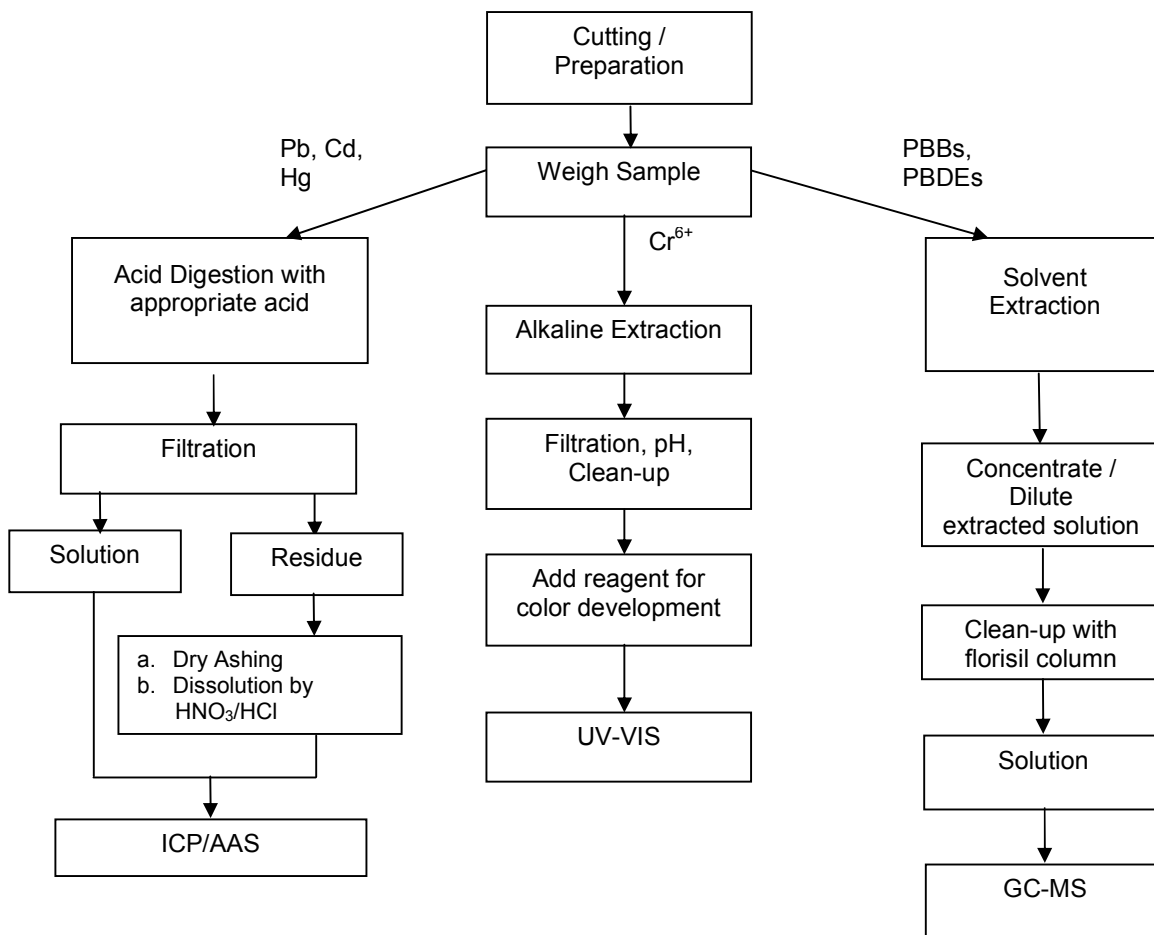 Cutting /
Preparation
Pb, Cd,
Hg
Weigh Sample
PBBs,
PBDEs
Cr⁶⁺
Acid Digestion with
appropriate acid
Alkaline Extraction
Solvent
Extraction
Filtration
Filtration, pH,
Clean-up
Concentrate /
Dilute
extracted solution
Solution
Residue
Add reagent for
color development
a. Dry Ashing
b. Dissolution by
HNO₃/HCl
Clean-up with
florisil column
UV-VIS
Solution
ICP/AAS
GC-MS